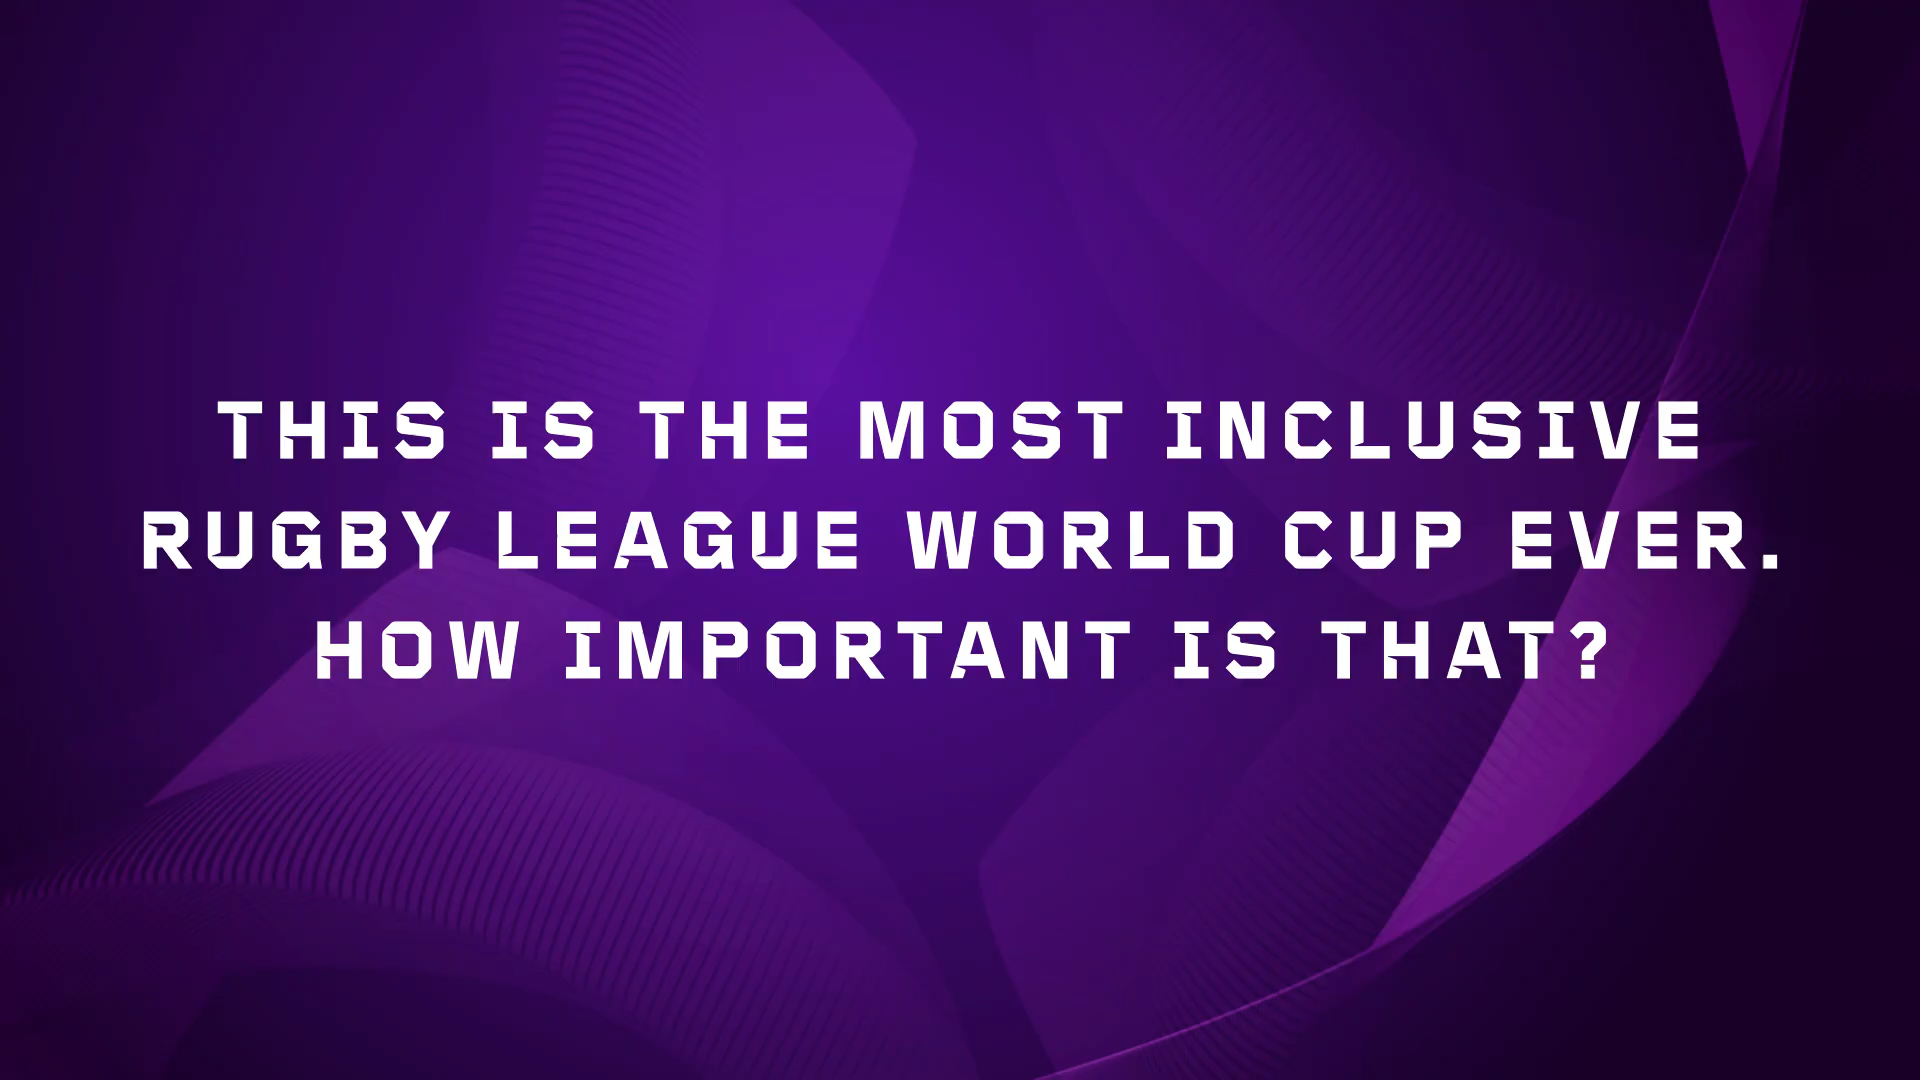 THIS IS THE MOST INCLUSIVE
RUGBY LEAGUE WORLD CUP EVER.
HOW IMPORTANT IS THAT?